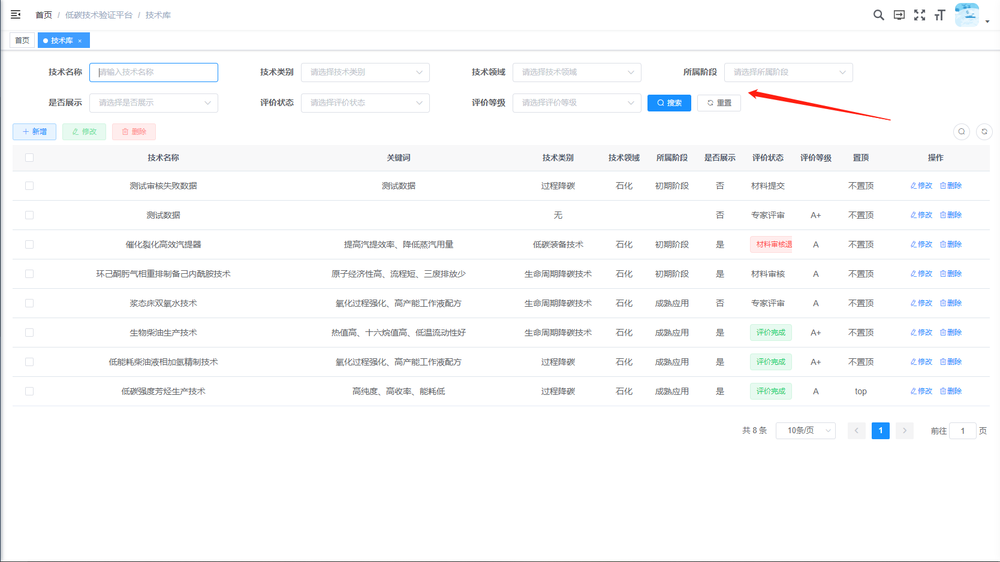 首页 / 低碳技术验证平台 / 技术库
首页 技术库 ×
技术名称 请输入技术名称 技术类别 请选择技术类别 技术领域 请选择技术领域 所属阶段 请选择所属阶段
是否展示 请选择是否展示 评价状态 请选择评价状态 评价等级 请选择评价等级 搜索 重置
+ 新增 修改 删除
技术名称 关键词 技术类别 技术领域 所属阶段 是否展示 评价状态 评价等级 置顶 操作
测试审核失败数据 测试数据 过程降碳 石化 初期阶段 否 材料提交 不置顶 修改 删除
测试数据 无 否 专家评审 A+ 不置顶 修改 删除
催化裂化高效汽提器 提高汽提效率、降低蒸汽用量 低碳装备技术 石化 初期阶段 是 材料审核退 A 不置顶 修改 删除
环己酮肟气相重排制备己内酰胺技术 原子经济性高、流程短、三废排放少 生命周期降碳技术 石化 初期阶段 是 材料审核 A 不置顶 修改 删除
浆态床双氧水技术 氧化过程强化、高产能工作液配方 生命周期降碳技术 石化 成熟应用 否 专家评审 A 不置顶 修改 删除
生物柴油生产技术 热值高、十六烷值高、低温流动性好 生命周期降碳技术 石化 成熟应用 是 评价完成 A+ 不置顶 修改 删除
低能耗柴油液相加氢精制技术 氧化过程强化、高产能工作液配方 过程降碳 石化 成熟应用 是 评价完成 A+ 不置顶 修改 删除
低碳强度芳烃生产技术 高纯度、高收率、能耗低 过程降碳 石化 成熟应用 是 评价完成 A top 修改 删除
共 8 条 10条/页 1 前往 1 页